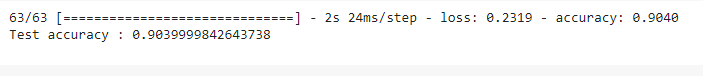 63/63 [==============================] - 2s 24ms/step - loss: 0.2319 - accuracy: 0.9040
Test accuracy : 0.9039999842643738